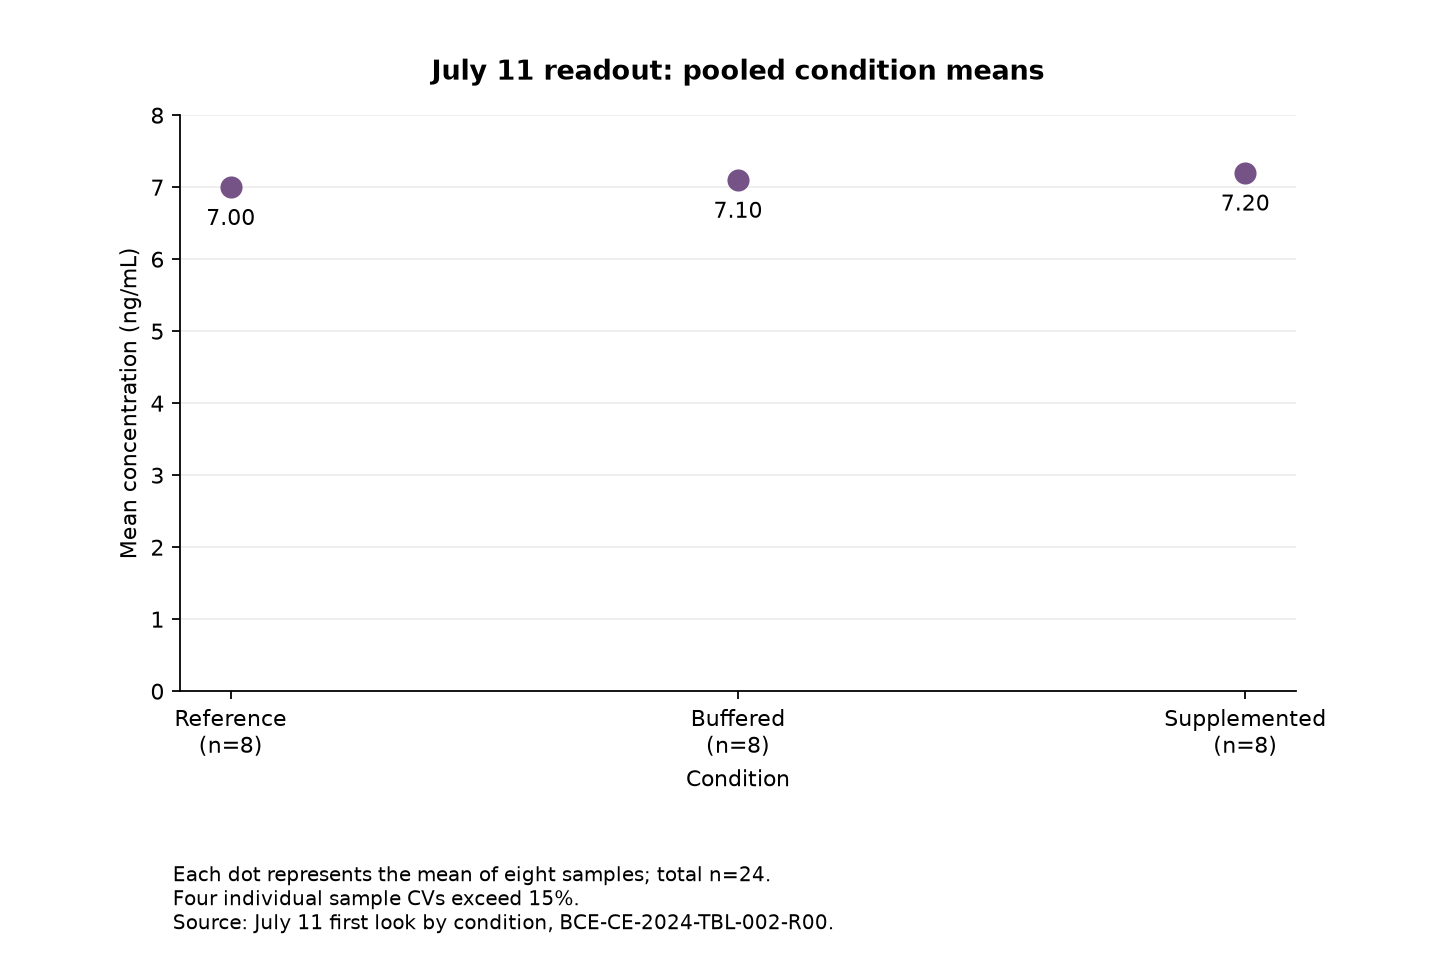 July 11 readout: pooled condition means
8
7
6
5
4
3
2
1
0
Mean concentration (ng/mL)
7.00
7.10
7.20
Reference
(n=8)
Buffered
(n=8)
Supplemented
(n=8)
Condition
Each dot represents the mean of eight samples; total n=24.
Four individual sample CVs exceed 15%.
Source: July 11 first look by condition, BCE-CE-2024-TBL-002-R00.